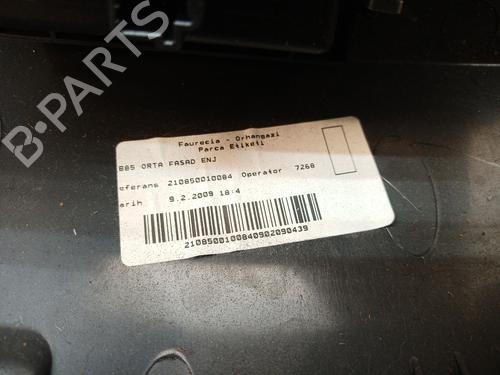 B-PARTS
Faurecia - Orhangazi
Parca Etiketi
B85 ORTA FASAD ENJ
eferans 210850010084 Operator 7268
arih 9.2.2009 18:4
2108500100840902090439